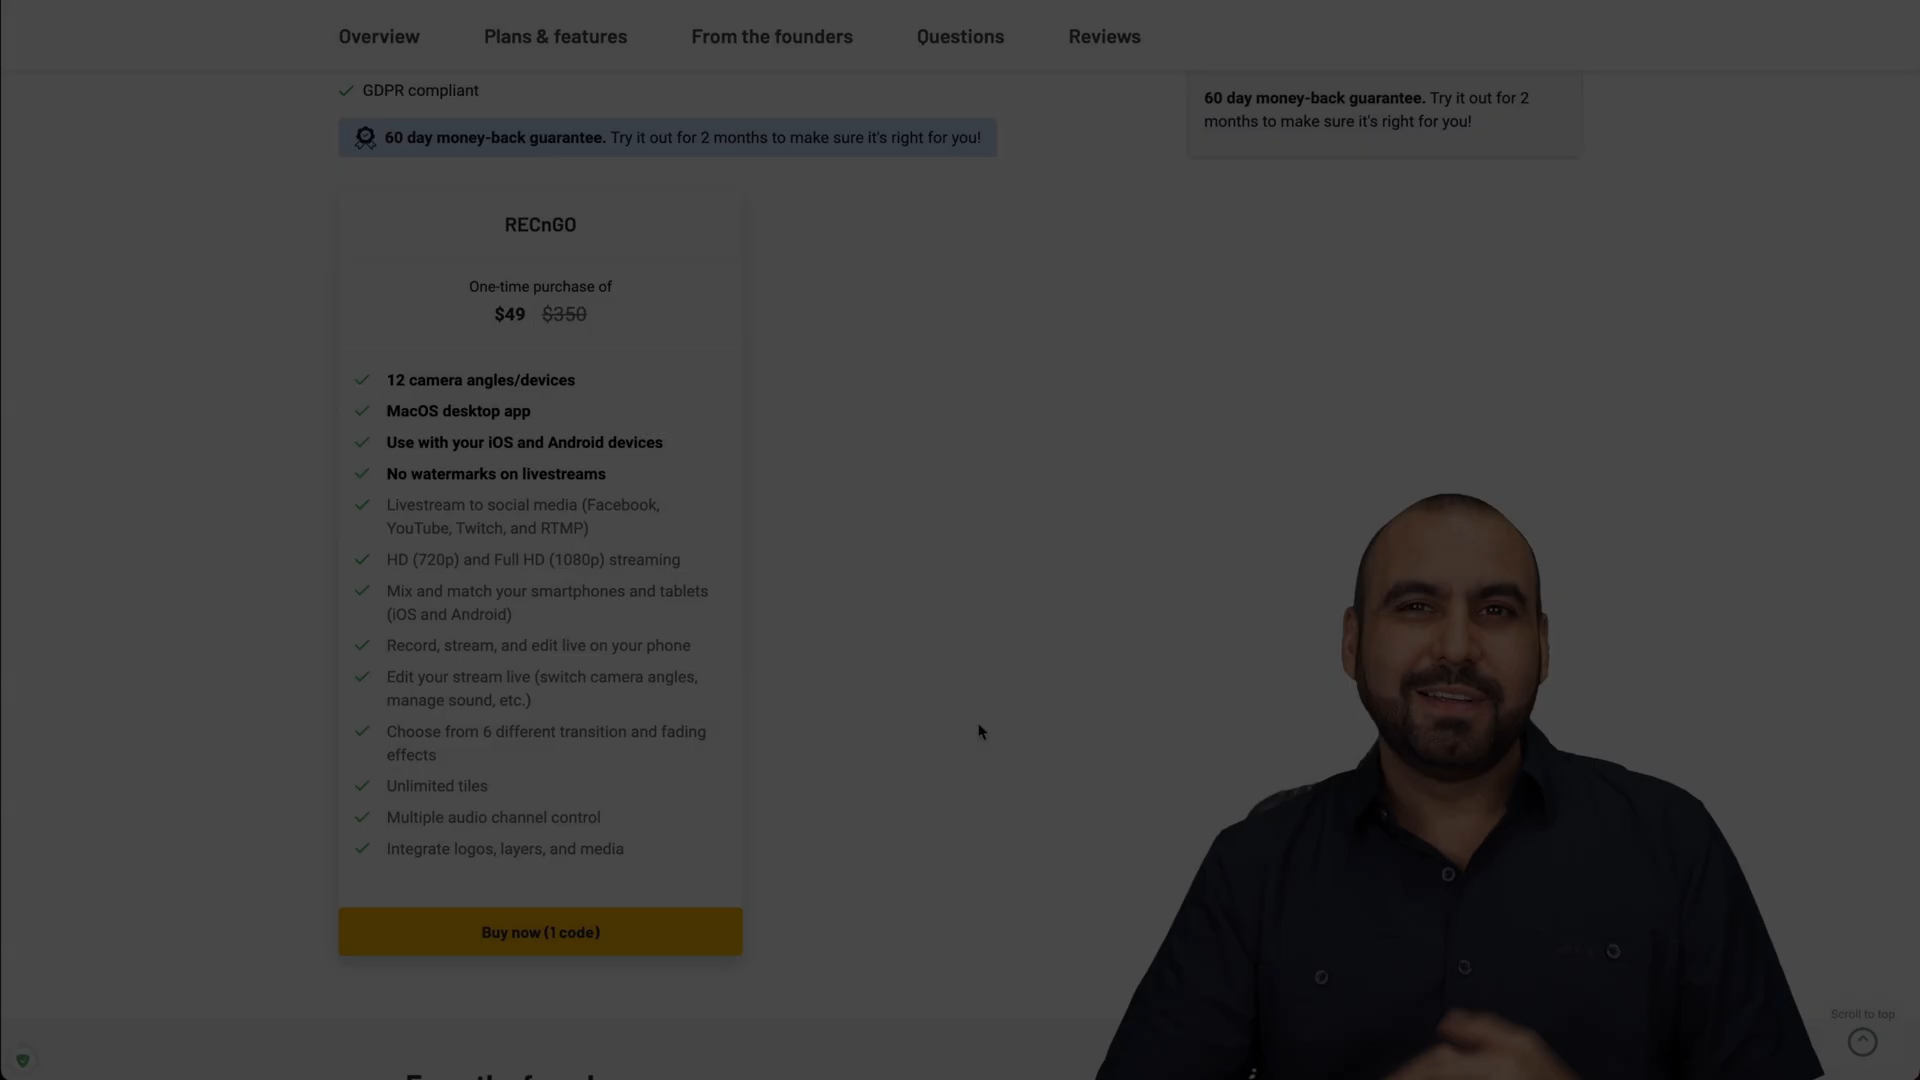 Overview
Plans & features
From the founders
Questions
Reviews
GDPR compliant
60 day money-back guarantee. Try it out for 2 months to make sure it's right for you!
60 day money-back guarantee. Try it out for 2
months to make sure it's right for you!
RECnGO
One-time purchase of
$49 $350
12 camera angles/devices
MacOS desktop app
Use with your iOS and Android devices
No watermarks on livestreams
Livestream to social media (Facebook,
YouTube, Twitch, and RTMP)
HD (720p) and Full HD (1080p) streaming
Mix and match your smartphones and tablets
(iOS and Android)
Record, stream, and edit live on your phone
Edit your stream live (switch camera angles,
manage sound, etc.)
Choose from 6 different transition and fading
effects
Unlimited tiles
Multiple audio channel control
Integrate logos, layers, and media
Buy now (1 code)
Scroll to top